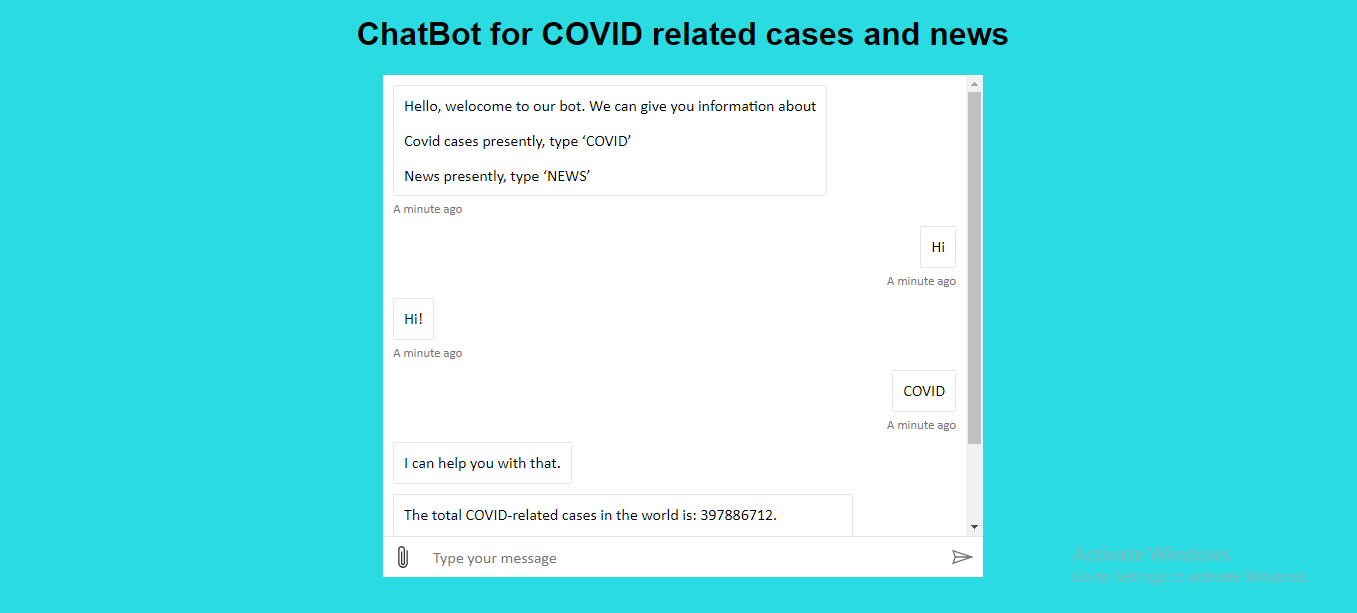 ChatBot for COVID related cases and news
Hello, welocome to our bot. We can give you information about
Covid cases presently, type ‘COVID’
News presently, type ‘NEWS’
A minute ago
Hi
A minute ago
Hi!
A minute ago
COVID
A minute ago
I can help you with that.
The total COVID-related cases in the world is: 397886712.
Type your message
Activate Windows
Go to Settings to activate Windows.